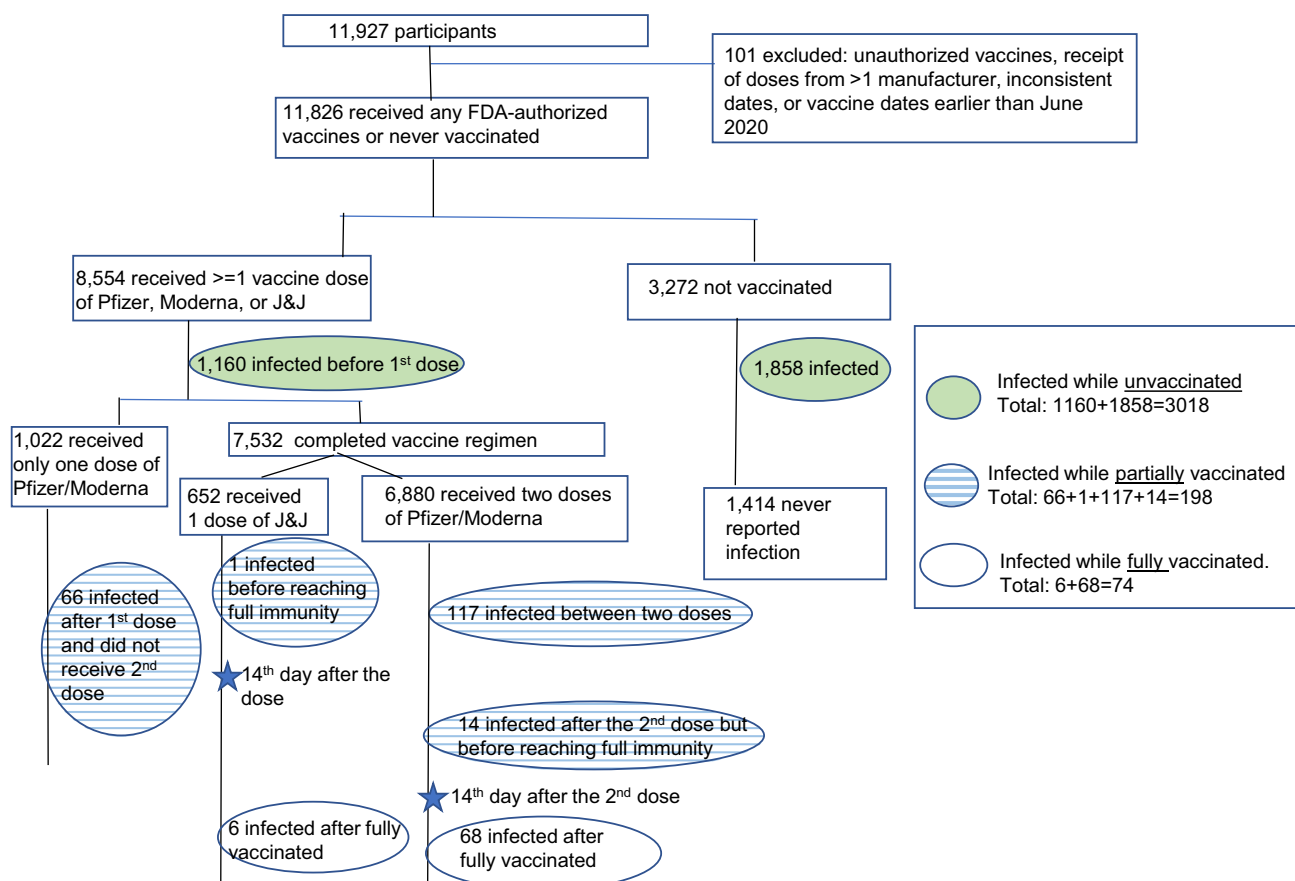 11,927 participants
101 excluded: unauthorized vaccines, receipt
of doses from >1 manufacturer, inconsistent
dates, or vaccine dates earlier than June
2020
11,826 received any FDA-authorized
vaccines or never vaccinated
8,554 received >=1 vaccine dose
of Pfizer, Moderna, or J&J
3,272 not vaccinated
1,160 infected before 1st dose
1,858 infected
Infected while unvaccinated
Total: 1160+1858=3018
Infected while partially vaccinated
Total: 66+1+117+14=198
Infected while fully vaccinated.
Total: 6+68=74
1,022 received
only one dose of
Pfizer/Moderna
7,532 completed vaccine regimen
652 received
1 dose of J&J
6,880 received two doses
of Pfizer/Moderna
1,414 never
reported
infection
66 infected
after 1st dose
and did not
receive 2nd
dose
1 infected
before reaching
full immunity
117 infected between two doses
14th day after the
dose
14 infected after the 2nd dose but
before reaching full immunity
14th day after the 2nd dose
6 infected after fully
vaccinated
68 infected after
fully vaccinated